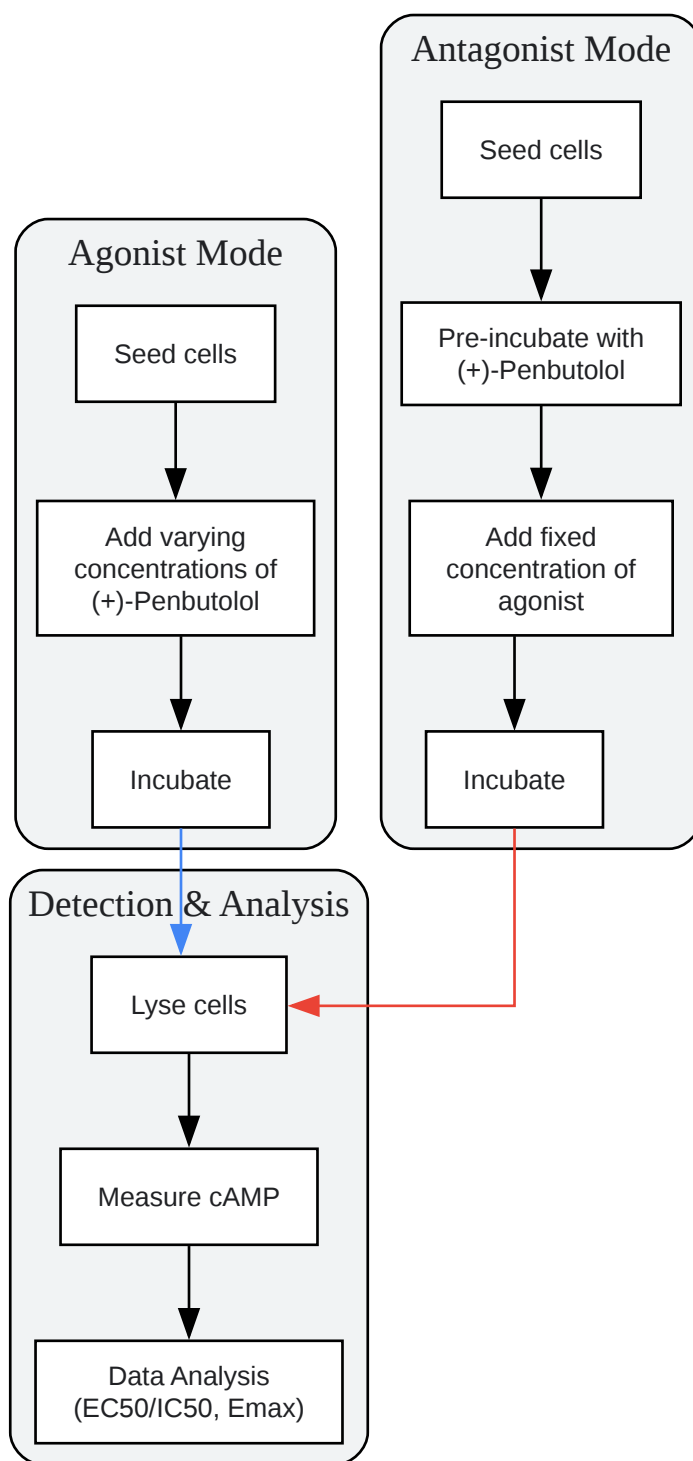 Antagonist Mode
Seed cells
Pre-incubate with
(+)-Penbutolol
Add fixed
concentration of
agonist
Incubate
Agonist Mode
Seed cells
Add varying
concentrations of
(+)-Penbutolol
Incubate
Detection & Analysis
Lyse cells
Measure cAMP
Data Analysis
(EC50/IC50, Emax)